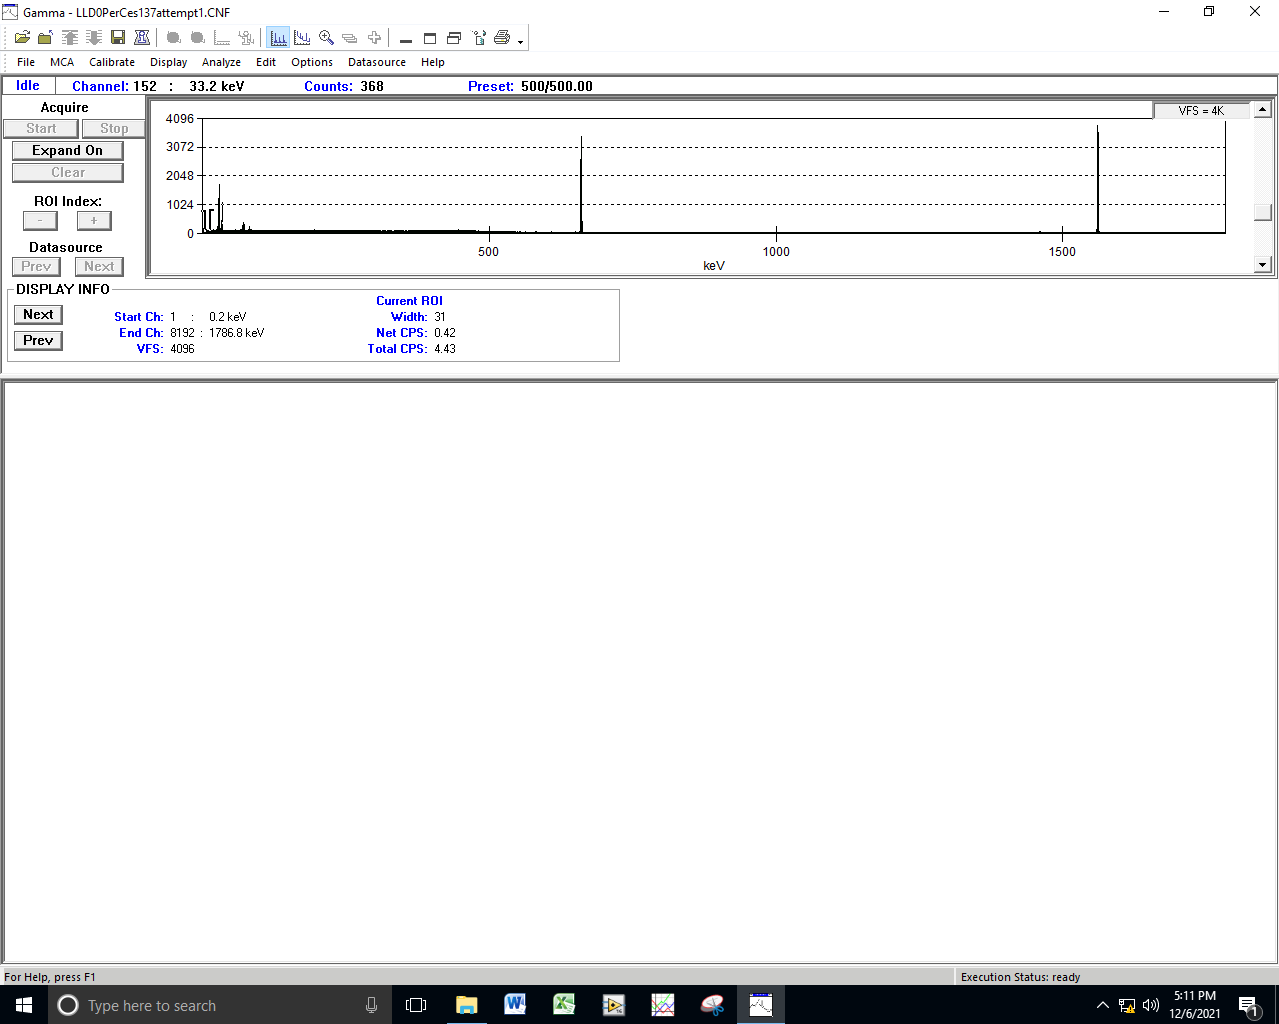 Gamma - LLD0PerCes137attempt1.CNF
File MCA Calibrate Display Analyze Edit Options Datasource Help
Idle Channel: 152 : 33.2 keV Counts: 368 Preset: 500/500.00
Acquire
Start Stop
Expand On
Clear
ROI Index:
- +
Datasource
Prev Next
VFS = 4K
4096
3072
2048
1024
0
500 1000 1500
keV
DISPLAY INFO
Next
Prev
Start Ch: 1 : 0.2 keV
End Ch: 8192 : 1786.8 keV
VFS: 4096
Current ROI
Width: 31
Net CPS: 0.42
Total CPS: 4.43
For Help, press F1
Execution Status: ready
Type here to search
5:11 PM
12/6/2021
1